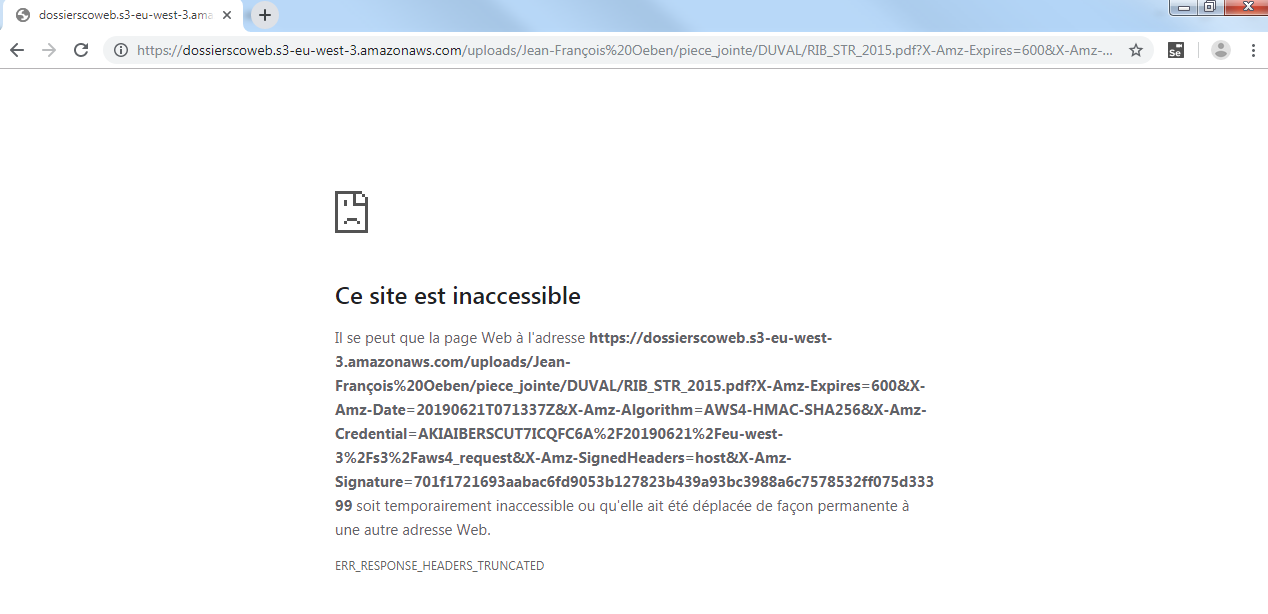 dossierscoweb.s3-eu-west-3.ama
https://dossierscoweb.s3-eu-west-3.amazonaws.com/uploads/Jean-François%20Oeben/piece_jointe/DUVAL/RIB_STR_2015.pdf?X-Amz-Expires=600&X-Amz-...
Se
Ce site est inaccessible
Il se peut que la page Web à l'adresse https://dossierscoweb.s3-eu-west-
3.amazonaws.com/uploads/Jean-
François%20Oeben/piece_jointe/DUVAL/RIB_STR_2015.pdf?X-Amz-Expires=600&X-
Amz-Date=20190621T071337Z&X-Amz-Algorithm=AWS4-HMAC-SHA256&X-Amz-
Credential=AKIAIBERSCUT7ICQFC6A%2F20190621%2Feu-west-
3%2Fs3%2Faws4_request&X-Amz-SignedHeaders=host&X-Amz-
Signature=701f1721693aabac6fd9053b127823b439a93bc3988a6c7578532ff075d333
99 soit temporairement inaccessible ou qu'elle ait été déplacée de façon permanente à
une autre adresse Web.
ERR_RESPONSE_HEADERS_TRUNCATED